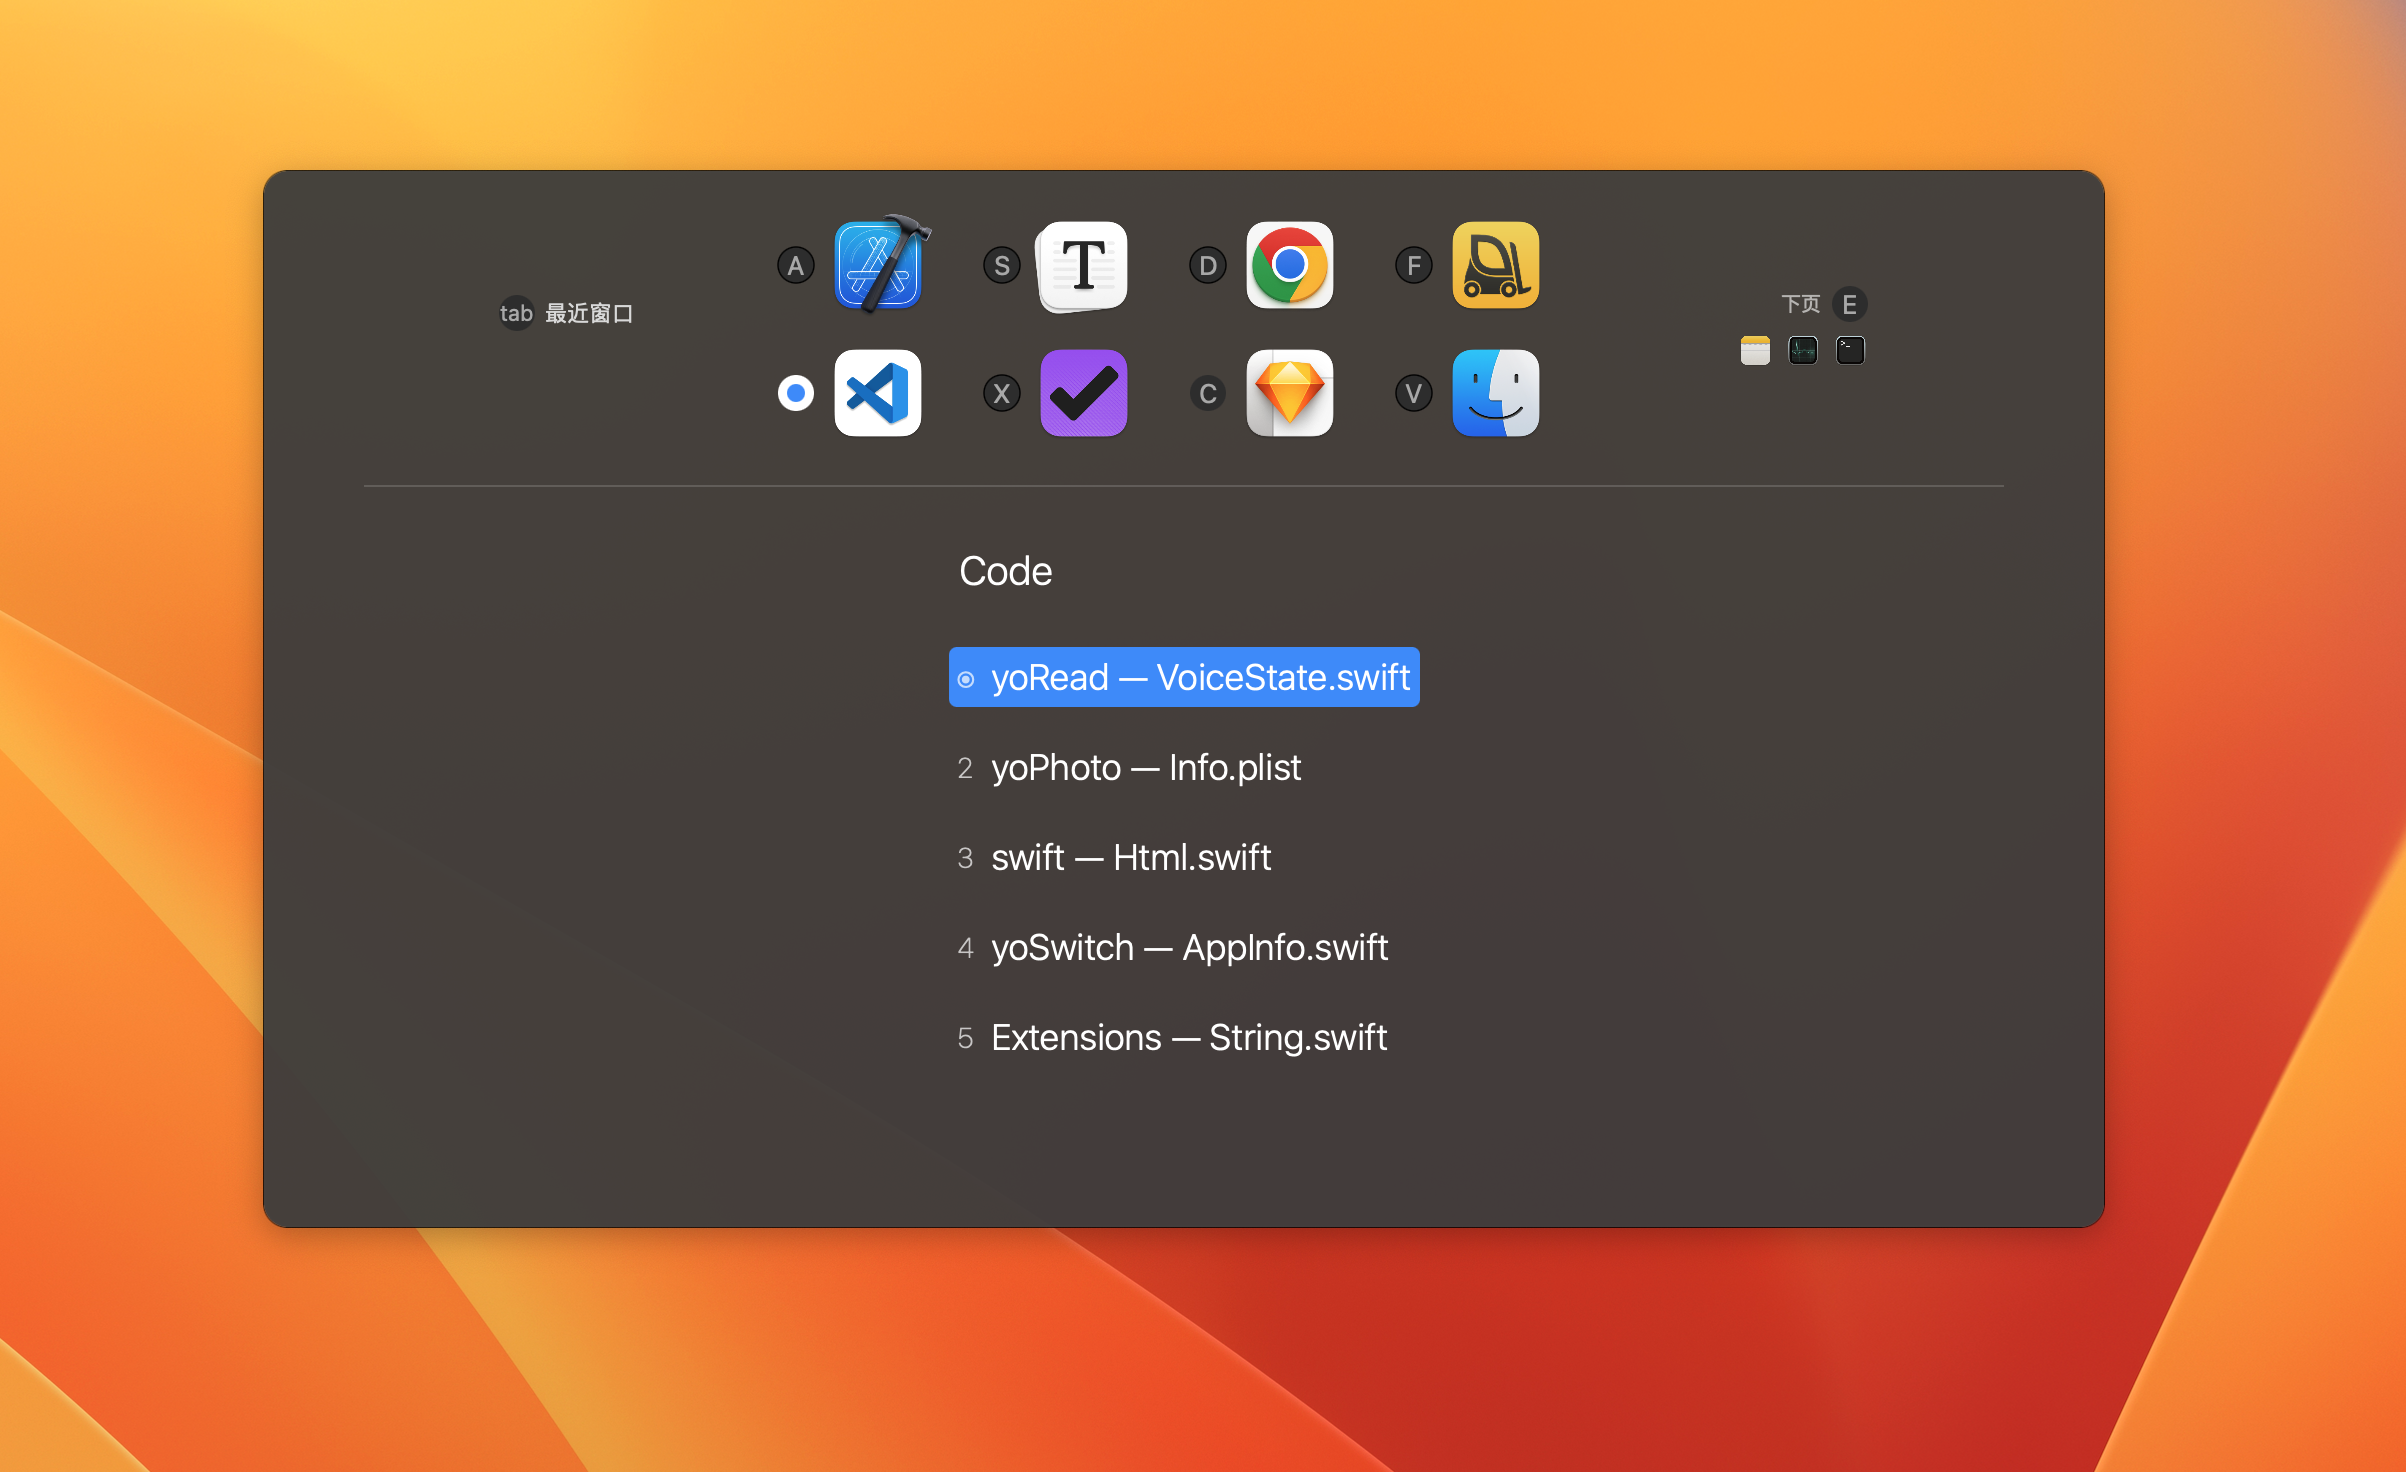 A
S
D
F
tab 最近窗口
下页 E
X
C
V
Code
yoRead — VoiceState.swift
2 yoPhoto — Info.plist
3 swift — Html.swift
4 yoSwitch — AppInfo.swift
5 Extensions — String.swift